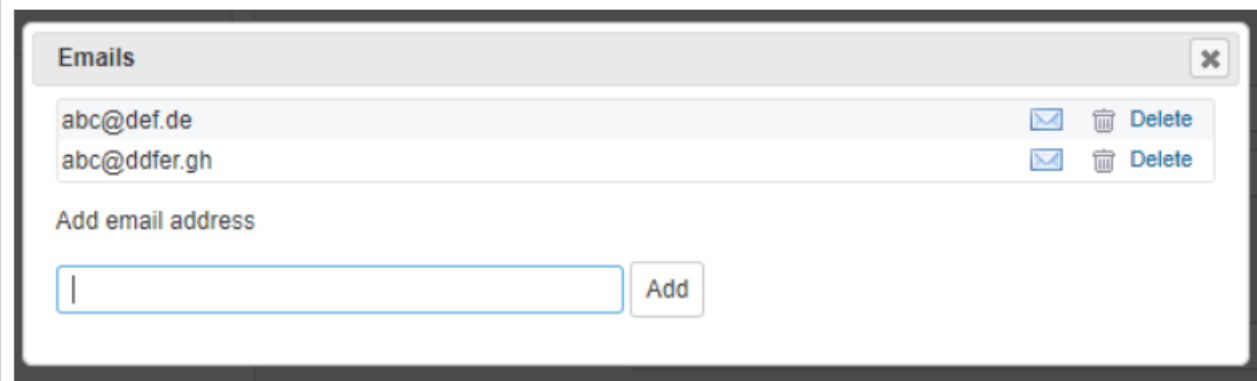 Emails
abc@def.de Delete
abc@ddfer.gh Delete
Add email address
Add